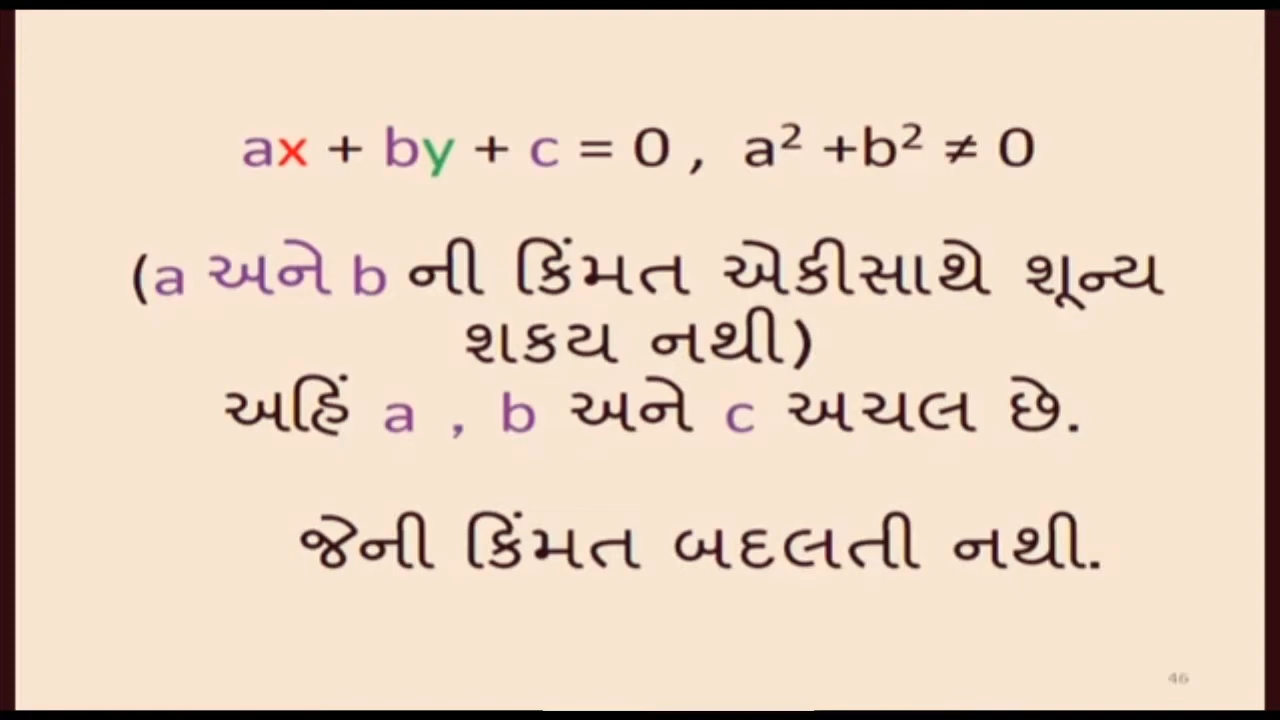 ax + by + c = 0 , a² +b² ≠ 0
(a અને b ની કિંમત એકીસાથે શૂન્ય
શકય નથી)
અહિં a , b અને c અચલ છે.
જેની કિંમત બદલતી નથી.
46